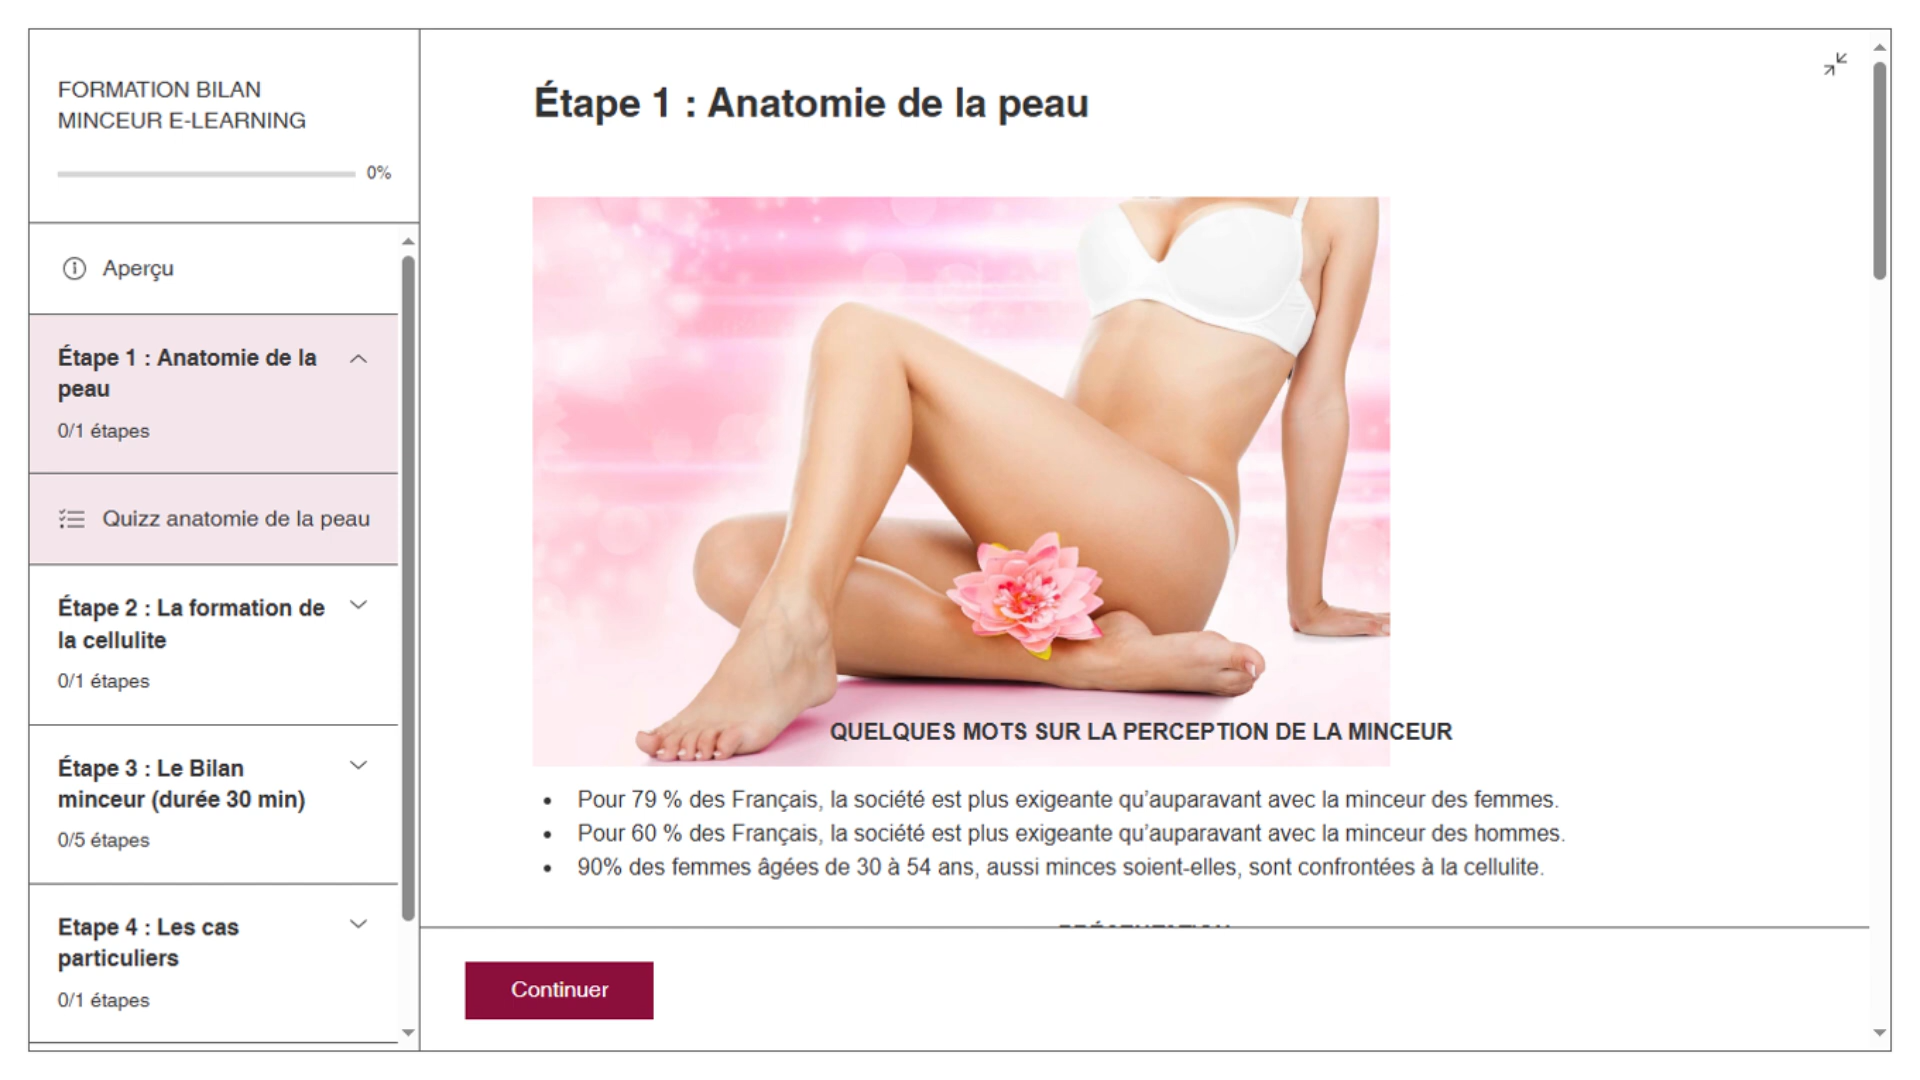 FORMATION BILAN
MINCEUR E-LEARNING
0%
Aperçu
Étape 1 : Anatomie de la
peau
0/1 étapes
Quizz anatomie de la peau
Étape 2 : La formation de
la cellulite
0/1 étapes
Étape 3 : Le Bilan
minceur (durée 30 min)
0/5 étapes
Etape 4 : Les cas
particuliers
0/1 étapes
Étape 1 : Anatomie de la peau
QUELQUES MOTS SUR LA PERCEPTION DE LA MINCEUR
• Pour 79 % des Français, la société est plus exigeante qu’auparavant avec la minceur des femmes.
• Pour 60 % des Français, la société est plus exigeante qu’auparavant avec la minceur des hommes.
• 90% des femmes âgées de 30 à 54 ans, aussi minces soient-elles, sont confrontées à la cellulite.
Continuer